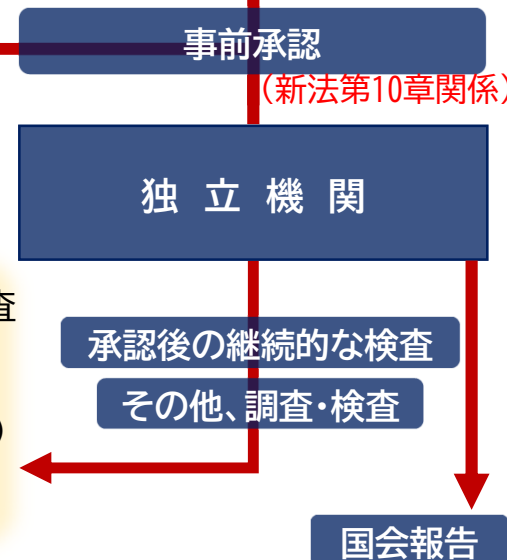 事前承認
(新法第10章関係)
独立機関
査
承認後の継続的な検査
その他、調査・検査
)
国会報告